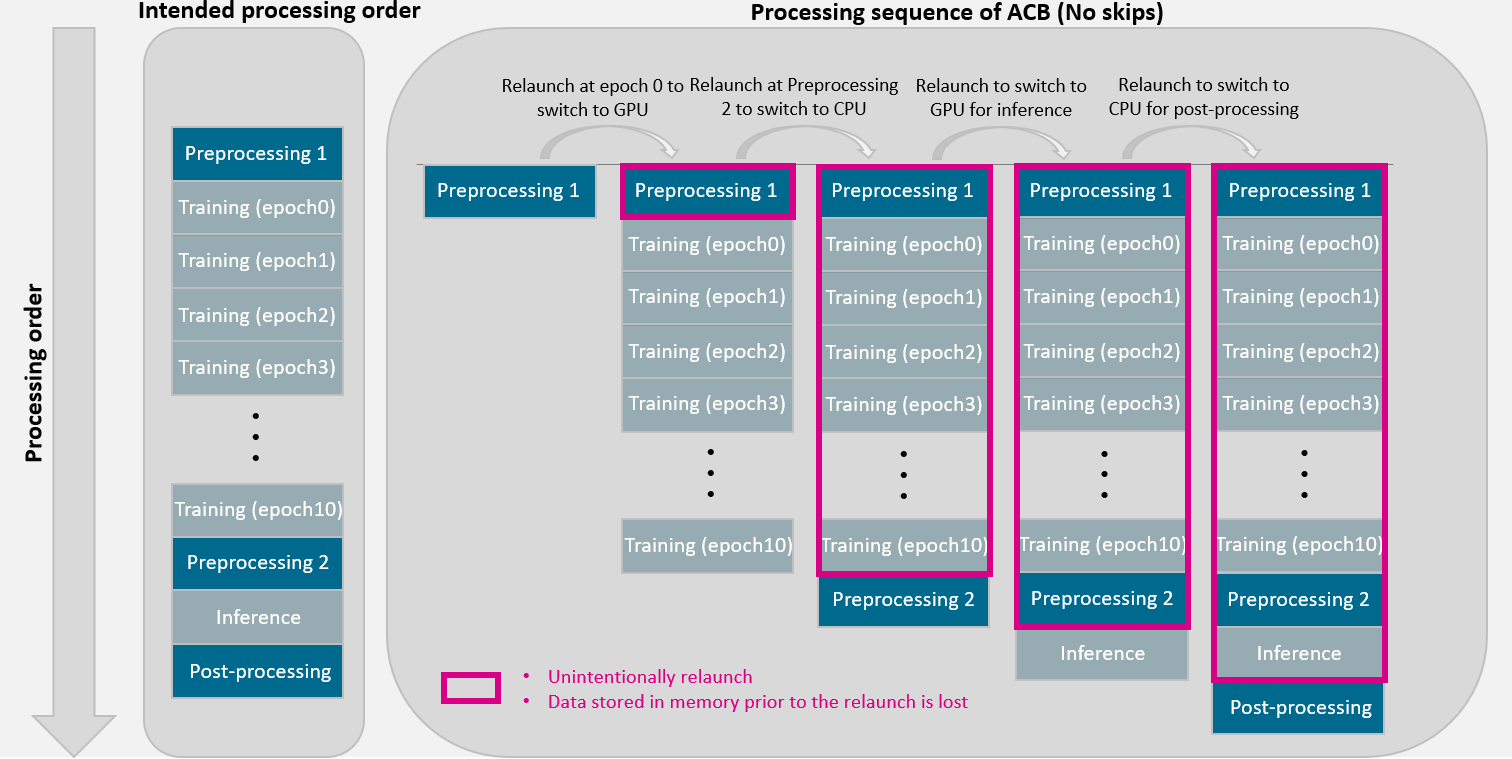 Intended processing order
Processing order
Preprocessing 1
Training (epoch0)
Training (epoch1)
Training (epoch2)
Training (epoch3)
Training (epoch10)
Preprocessing 2
Inference
Post-processing
Processing sequence of ACB (No skips)
Relaunch at epoch 0 to
switch to GPU
Relaunch at Preprocessing
2 to switch to CPU
Relaunch to switch to
GPU for inference
Relaunch to switch to
CPU for post-processing
Preprocessing 1
Preprocessing 1
Training (epoch0)
Training (epoch1)
Training (epoch2)
Training (epoch3)
Training (epoch10)
Preprocessing 1
Training (epoch0)
Training (epoch1)
Training (epoch2)
Training (epoch3)
Training (epoch10)
Preprocessing 2
Preprocessing 1
Training (epoch0)
Training (epoch1)
Training (epoch2)
Training (epoch3)
Training (epoch10)
Preprocessing 2
Inference
Preprocessing 1
Training (epoch0)
Training (epoch1)
Training (epoch2)
Training (epoch3)
Training (epoch10)
Preprocessing 2
Inference
Post-processing
• Unintentionally relaunch
• Data stored in memory prior to the relaunch is lost